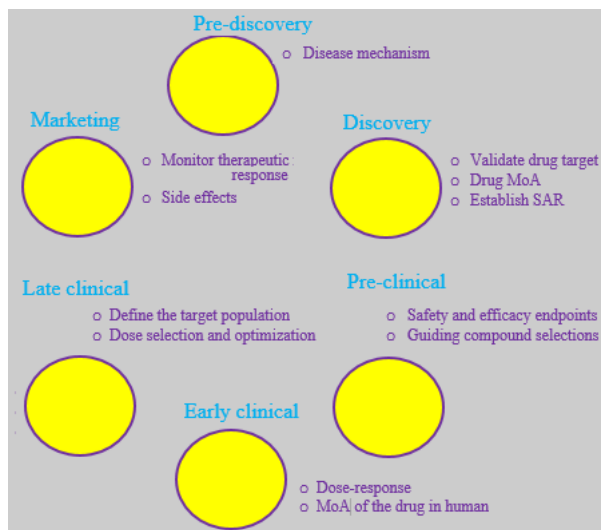 Pre-discovery
o Disease mechanism
Marketing
o Monitor therapeutic
response
o Side effects
Discovery
o Validate drug target
o Drug MoA
o Establish SAR
Late clinical
o Define the target population
o Dose selection and optimization
Pre-clinical
o Safety and efficacy endpoints
o Guiding compound selections
Early clinical
o Dose-response
o MoA of the drug in human